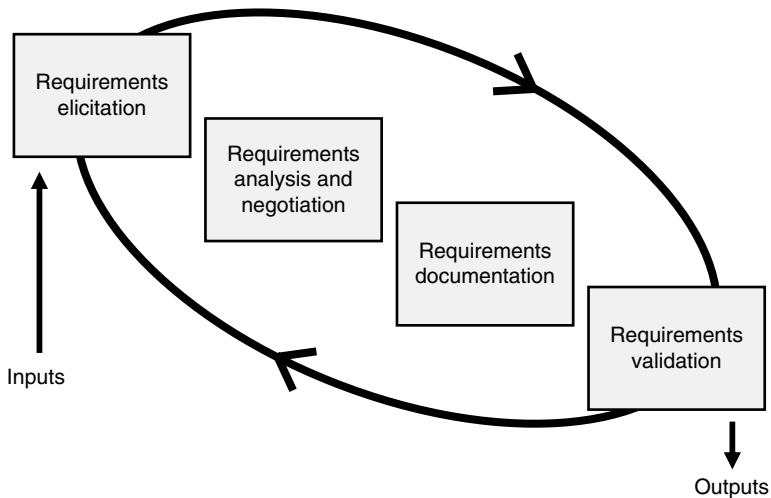 Requirements
elicitation
Requirements
analysis and
negotiation
Requirements
documentation
Requirements
validation
Inputs
Outputs